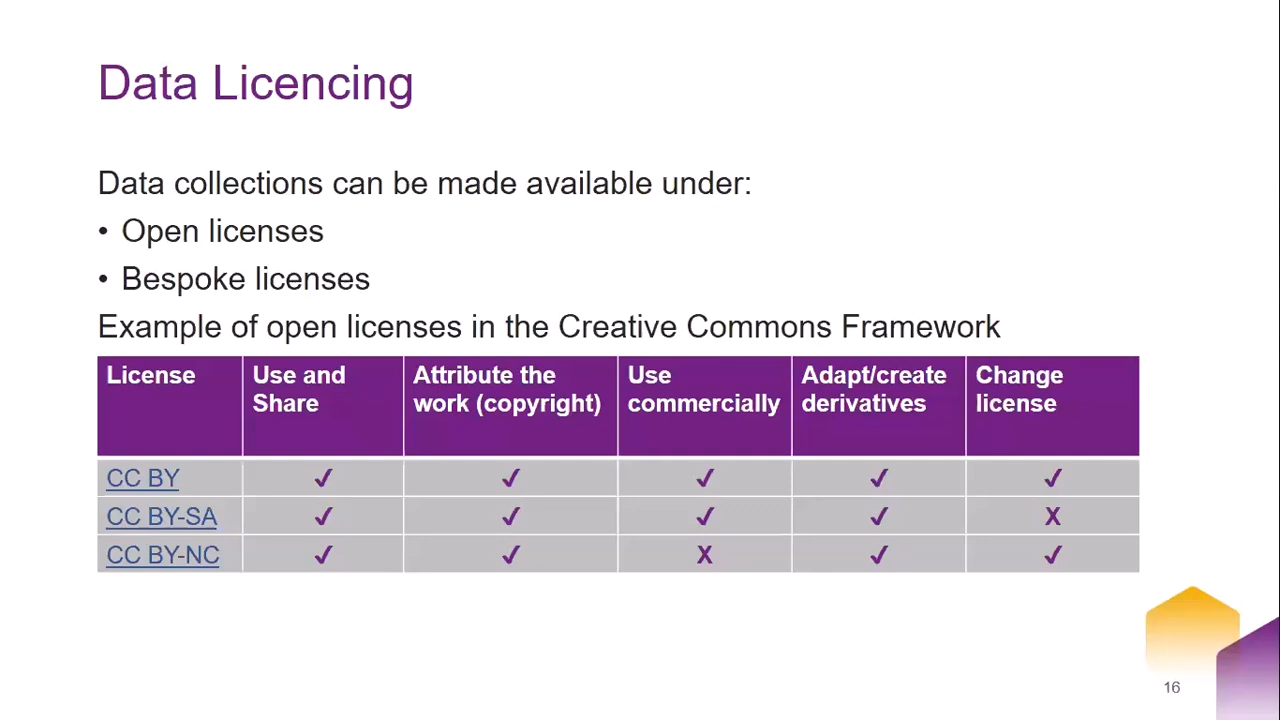 Data Licencing
Data collections can be made available under:
• Open licenses
• Bespoke licenses
Example of open licenses in the Creative Commons Framework
License | Use and Share | Attribute the work (copyright) | Use commercially | Adapt/create derivatives | Change license
CC BY ✓ ✓ ✓ ✓ ✓
CC BY-SA ✓ ✓ ✓ ✓ X
CC BY-NC ✓ ✓ X ✓ ✓
16